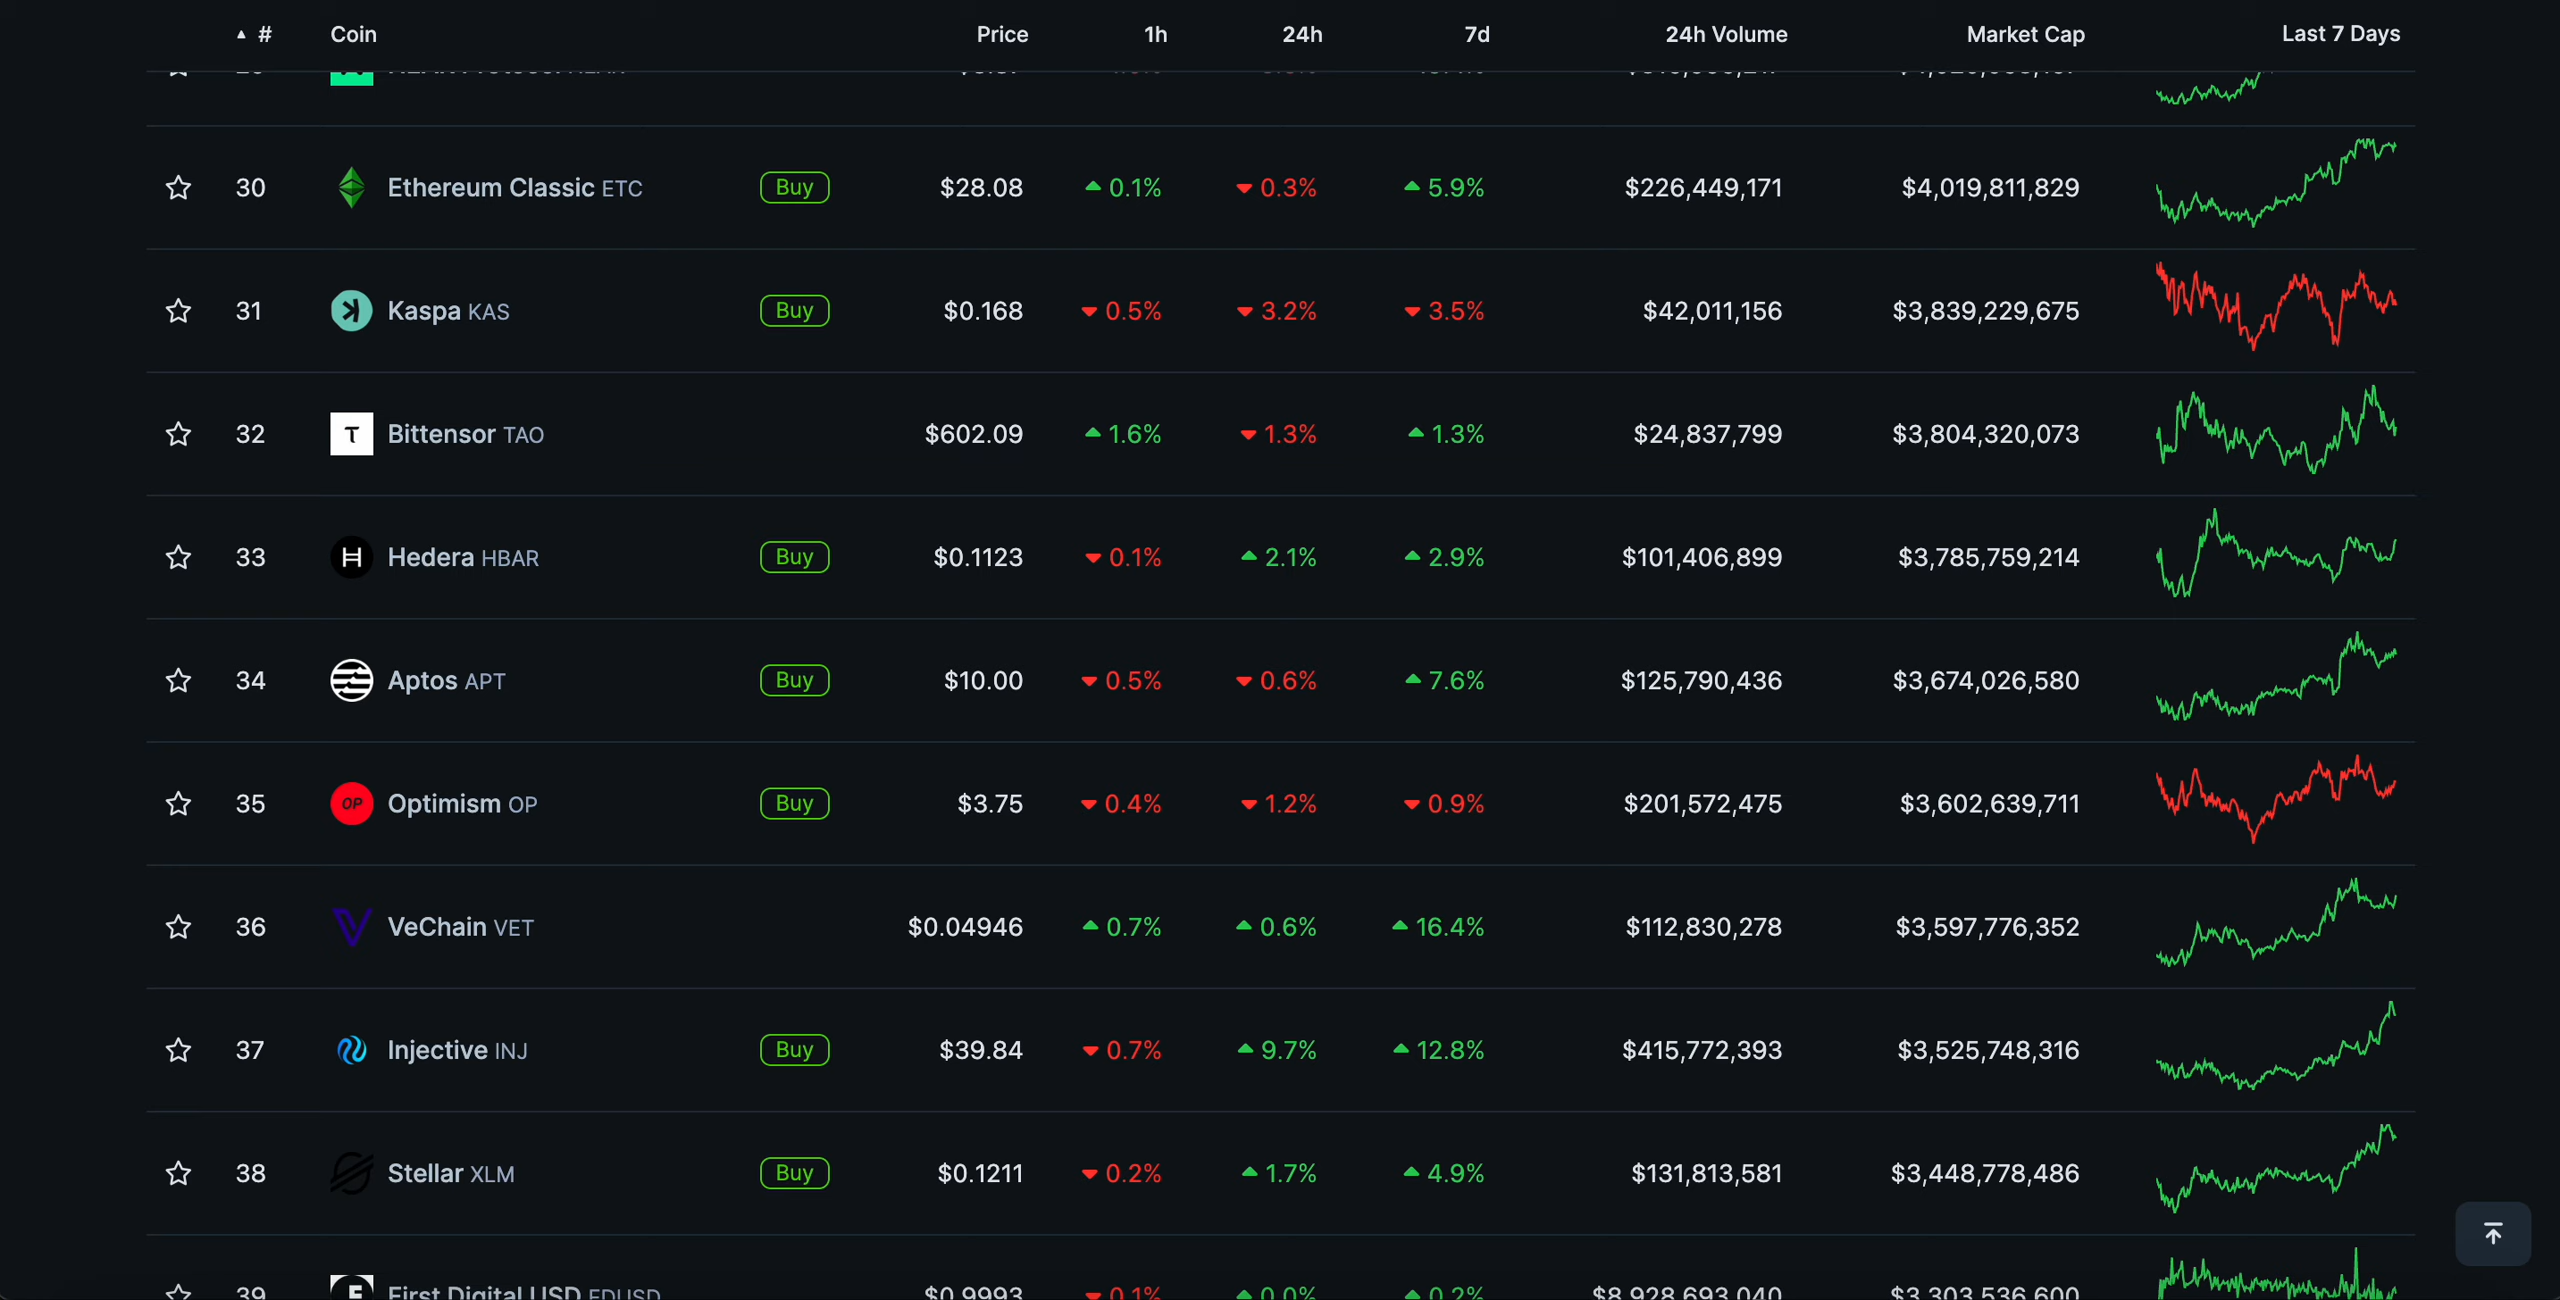 ▲ # Coin Price 1h 24h 7d 24h Volume Market Cap Last 7 Days
30 Ethereum Classic ETC Buy $28.08 0.1% 0.3% 5.9% $226,449,171 $4,019,811,829
31 Kaspa KAS Buy $0.168 0.5% 3.2% 3.5% $42,011,156 $3,839,229,675
32 Bittensor TAO $602.09 1.6% 1.3% 1.3% $24,837,799 $3,804,320,073
33 Hedera HBAR Buy $0.1123 0.1% 2.1% 2.9% $101,406,899 $3,785,759,214
34 Aptos APT Buy $10.00 0.5% 0.6% 7.6% $125,790,436 $3,674,026,580
35 OP Optimism OP Buy $3.75 0.4% 1.2% 0.9% $201,572,475 $3,602,639,711
36 VeChain VET $0.04946 0.7% 0.6% 16.4% $112,830,278 $3,597,776,352
37 Injective INJ Buy $39.84 0.7% 9.7% 12.8% $415,772,393 $3,525,748,316
38 Stellar XLM Buy $0.1211 0.2% 1.7% 4.9% $131,813,581 $3,448,778,486
39 First Digital USD FDUSD $0.9993 0.1% 0.0% 0.2% $8,928,693,040 $3,303,536,600